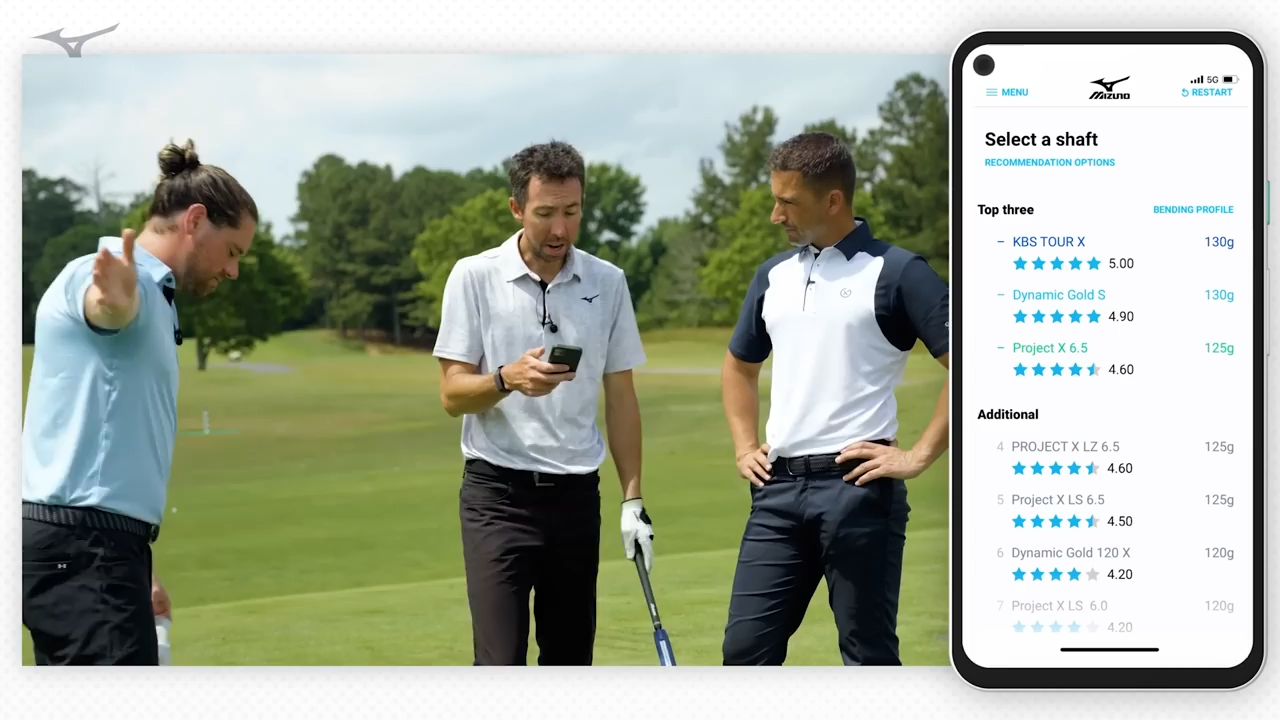 5G
MENU
MIZUNO
RESTART
Select a shaft
RECOMMENDATION OPTIONS
Top three
BENDING PROFILE
– KBS TOUR X 130g
5.00
– Dynamic Gold S 130g
4.90
– Project X 6.5 125g
4.60
Additional
4 PROJECT X LZ 6.5 125g
4.60
5 Project X LS 6.5 125g
4.50
6 Dynamic Gold 120 X 120g
4.20
7 Project X LS 6.0 120g
4.20